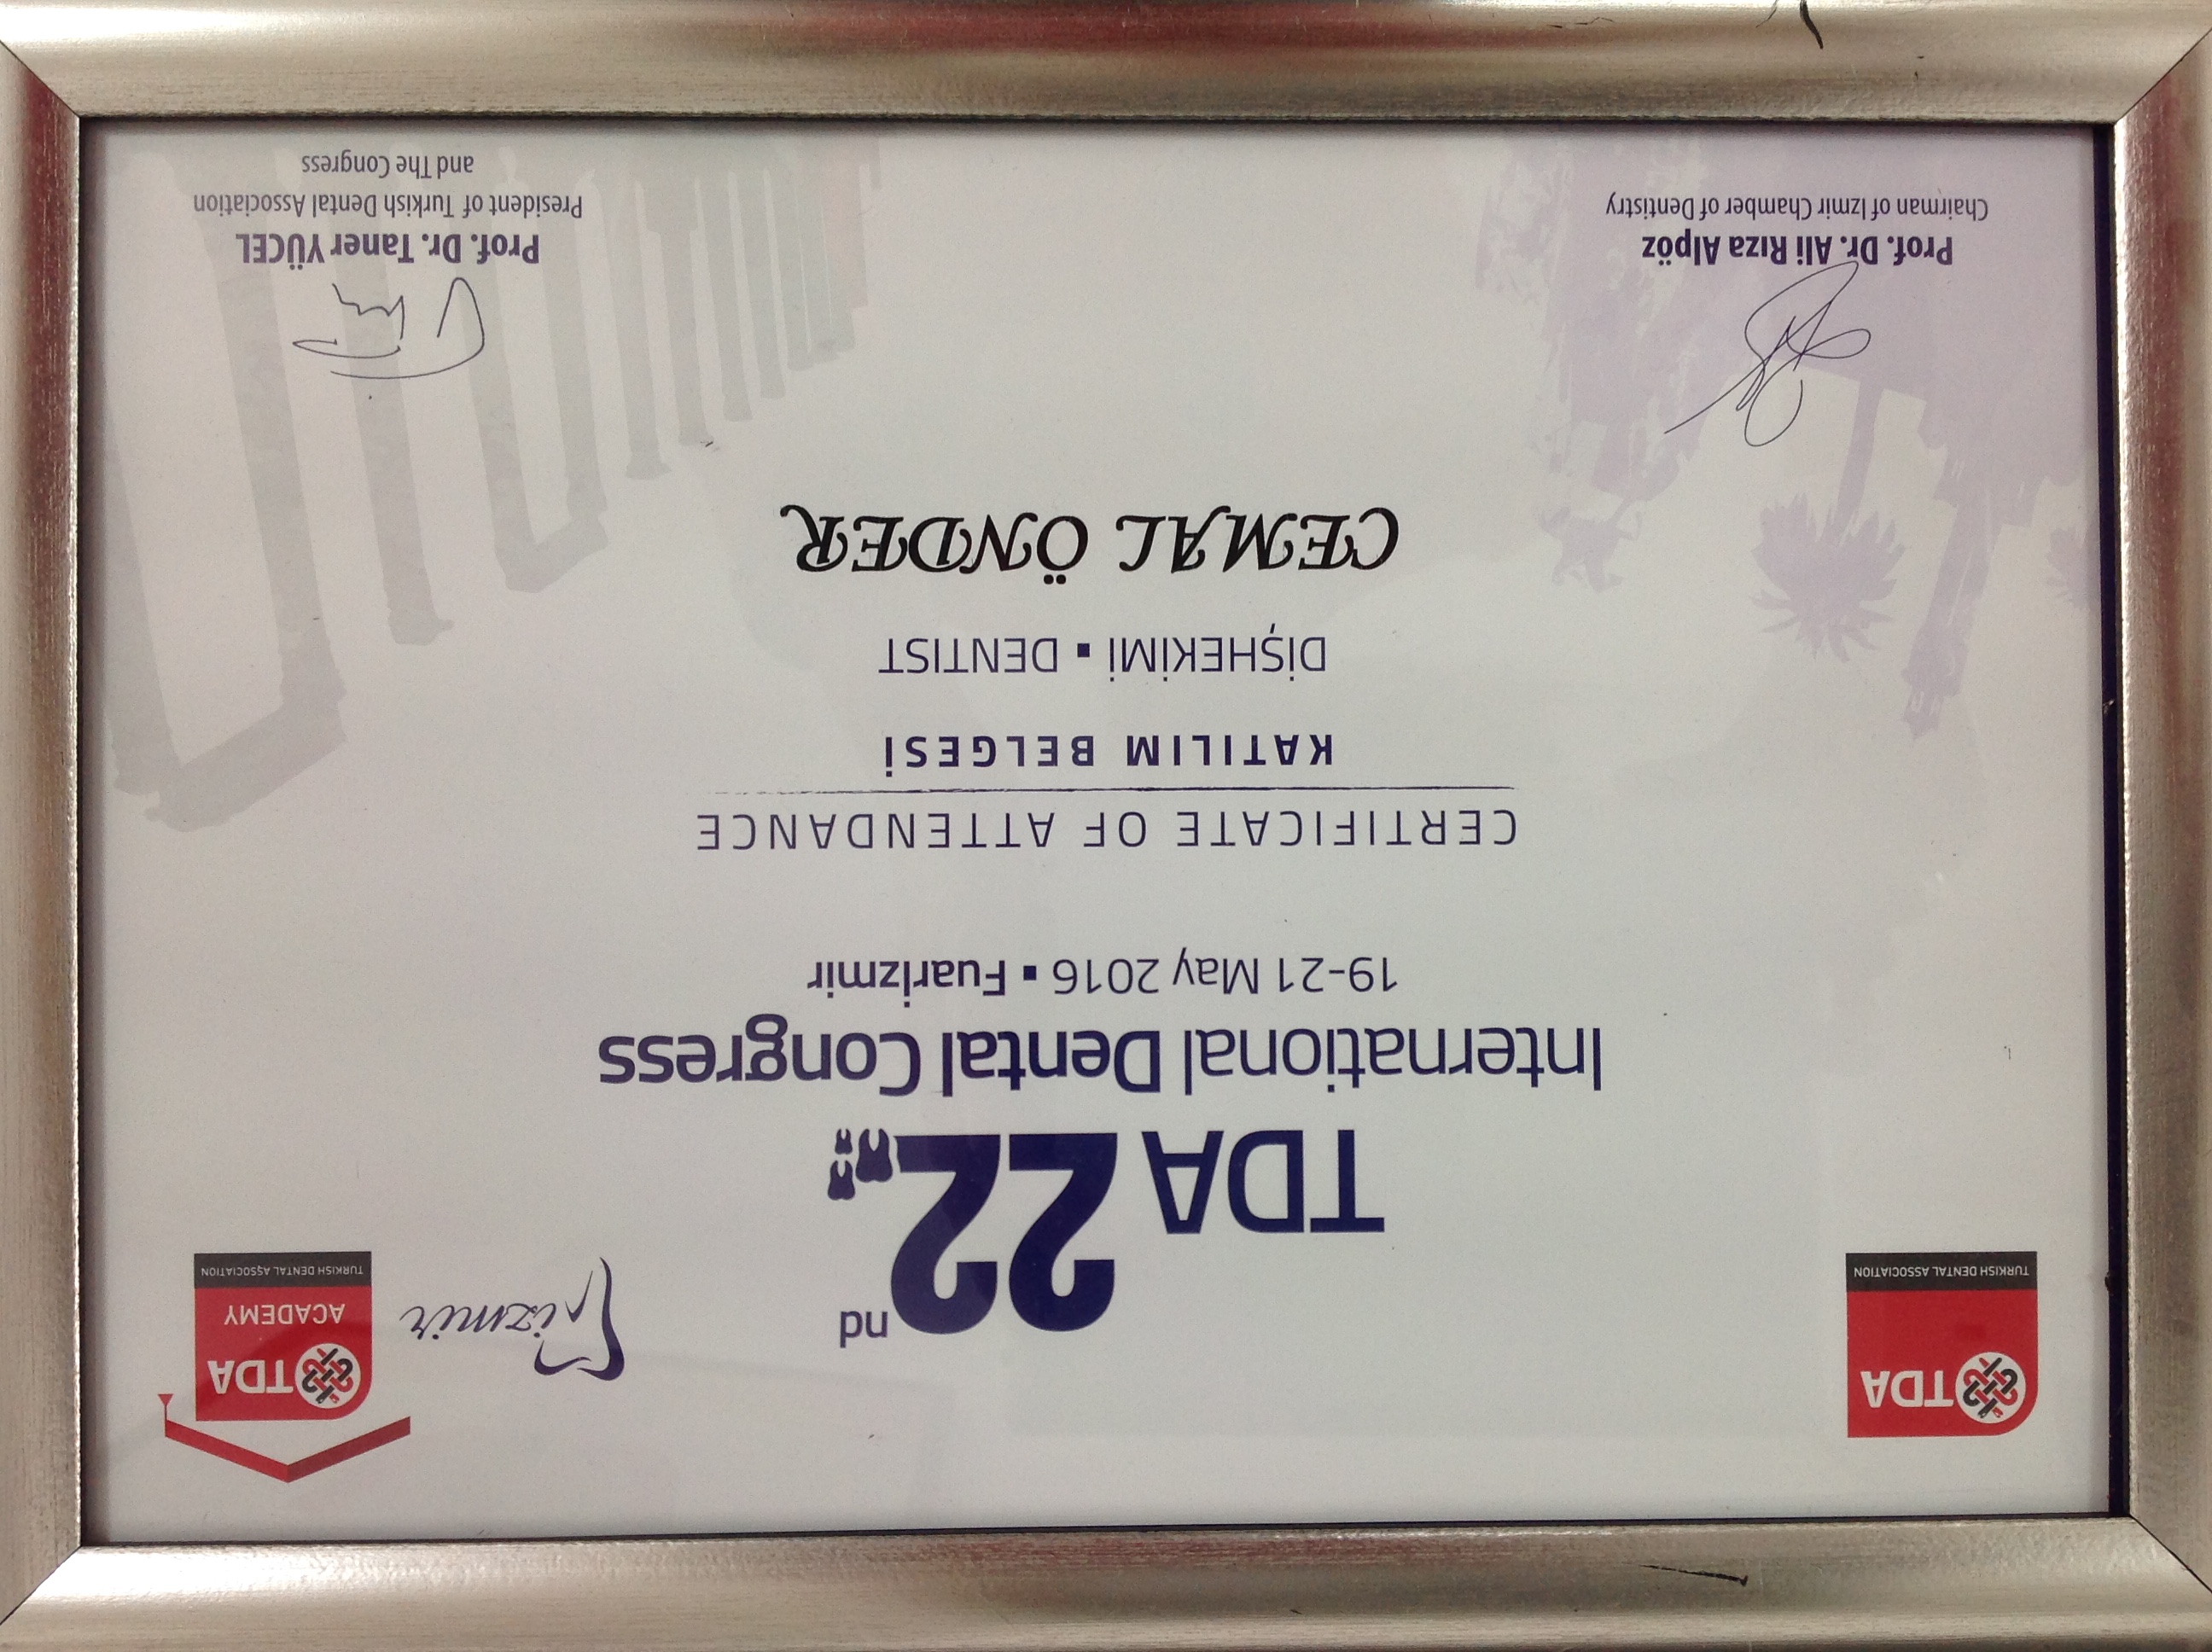 TDA
TURKISH DENTAL ASSOCIATION
TDA 22nd
izmir
TDA
ACADEMY
TURKISH DENTAL ASSOCIATION
International Dental Congress
19-21 May 2016 ▪ Fuarİzmir
CERTIFICATE OF ATTENDANCE
KATILIM BELGESİ
DİŞHEKİMİ ▪ DENTIST
CEMAL ÖNDER
Prof. Dr. Ali Rıza Alpöz
Chairman of Izmir Chamber of Dentistry
Prof. Dr. Taner YÜCEL
President of Turkish Dental Association
and The Congress